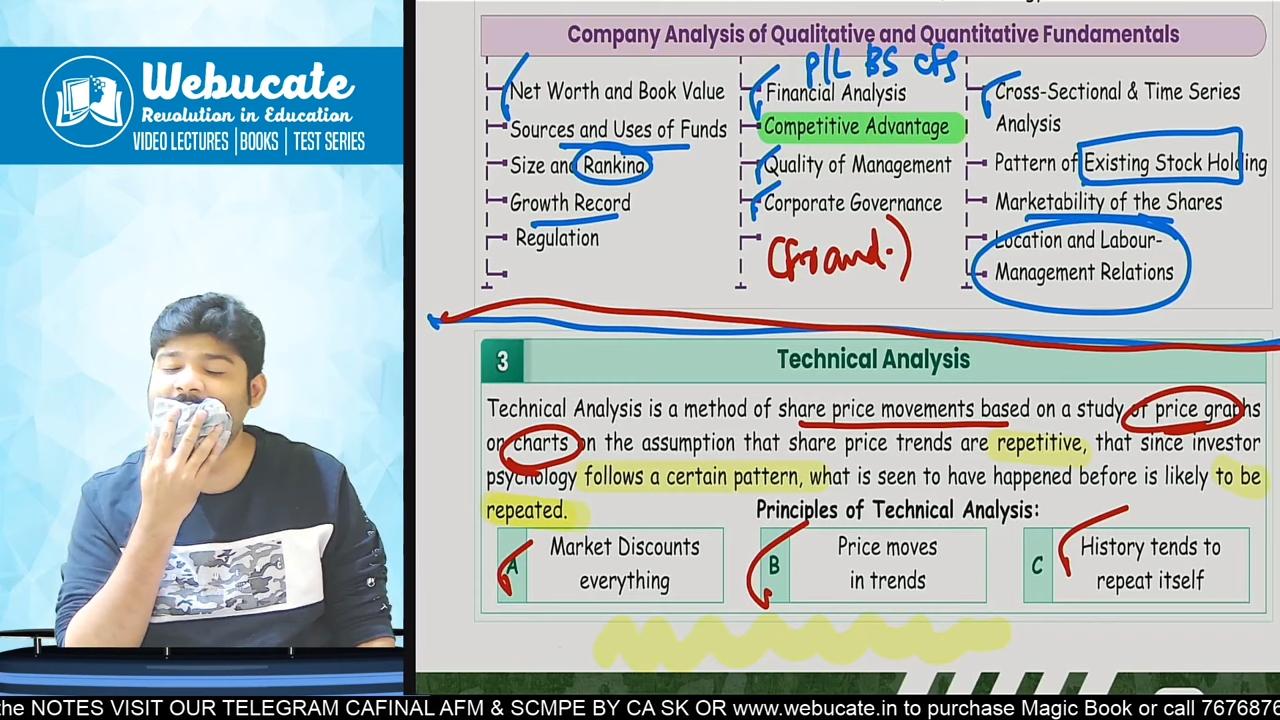 Webucate
Revolution in Education
VIDEO LECTURES | BOOKS | TEST SERIES
Company Analysis of Qualitative and Quantitative Fundamentals
P/L BS CFS
Net Worth and Book Value
Sources and Uses of Funds
Size and Ranking
Growth Record
Regulation
Financial Analysis
Competitive Advantage
Quality of Management
Corporate Governance
(fraud.)
Cross-Sectional & Time Series
Analysis
Pattern of Existing Stock Holding
Marketability of the Shares
Location and Labour-
Management Relations
3
Technical Analysis
Technical Analysis is a method of share price movements based on a study of price graphs
or charts on the assumption that share price trends are repetitive, that since investor
psychology follows a certain pattern, what is seen to have happened before is likely to be
repeated.
Principles of Technical Analysis:
A
Market Discounts
everything
B
Price moves
in trends
C
History tends to
repeat itself
the NOTES VISIT OUR TELEGRAM CAFINAL AFM & SCMPE BY CA SK OR www.webucate.in to purchase Magic Book or call 7676876